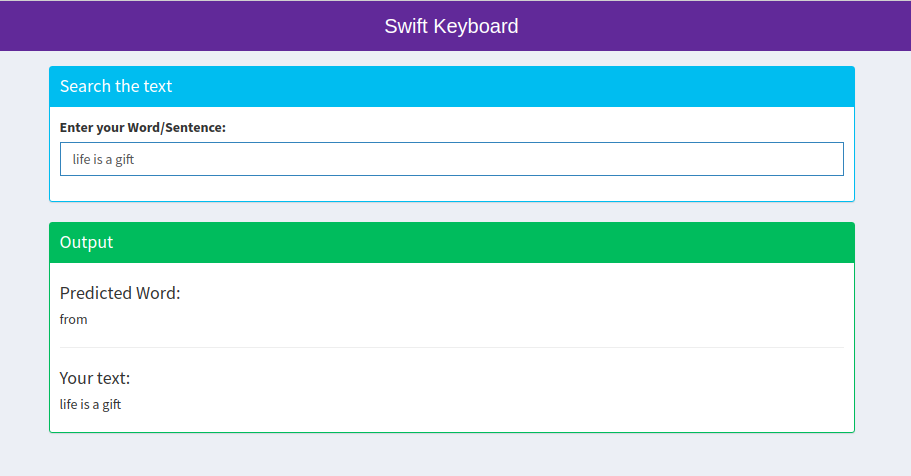 Swift Keyboard
Search the text
Enter your Word/Sentence:
life is a gift
Output
Predicted Word:
from
Your text:
life is a gift